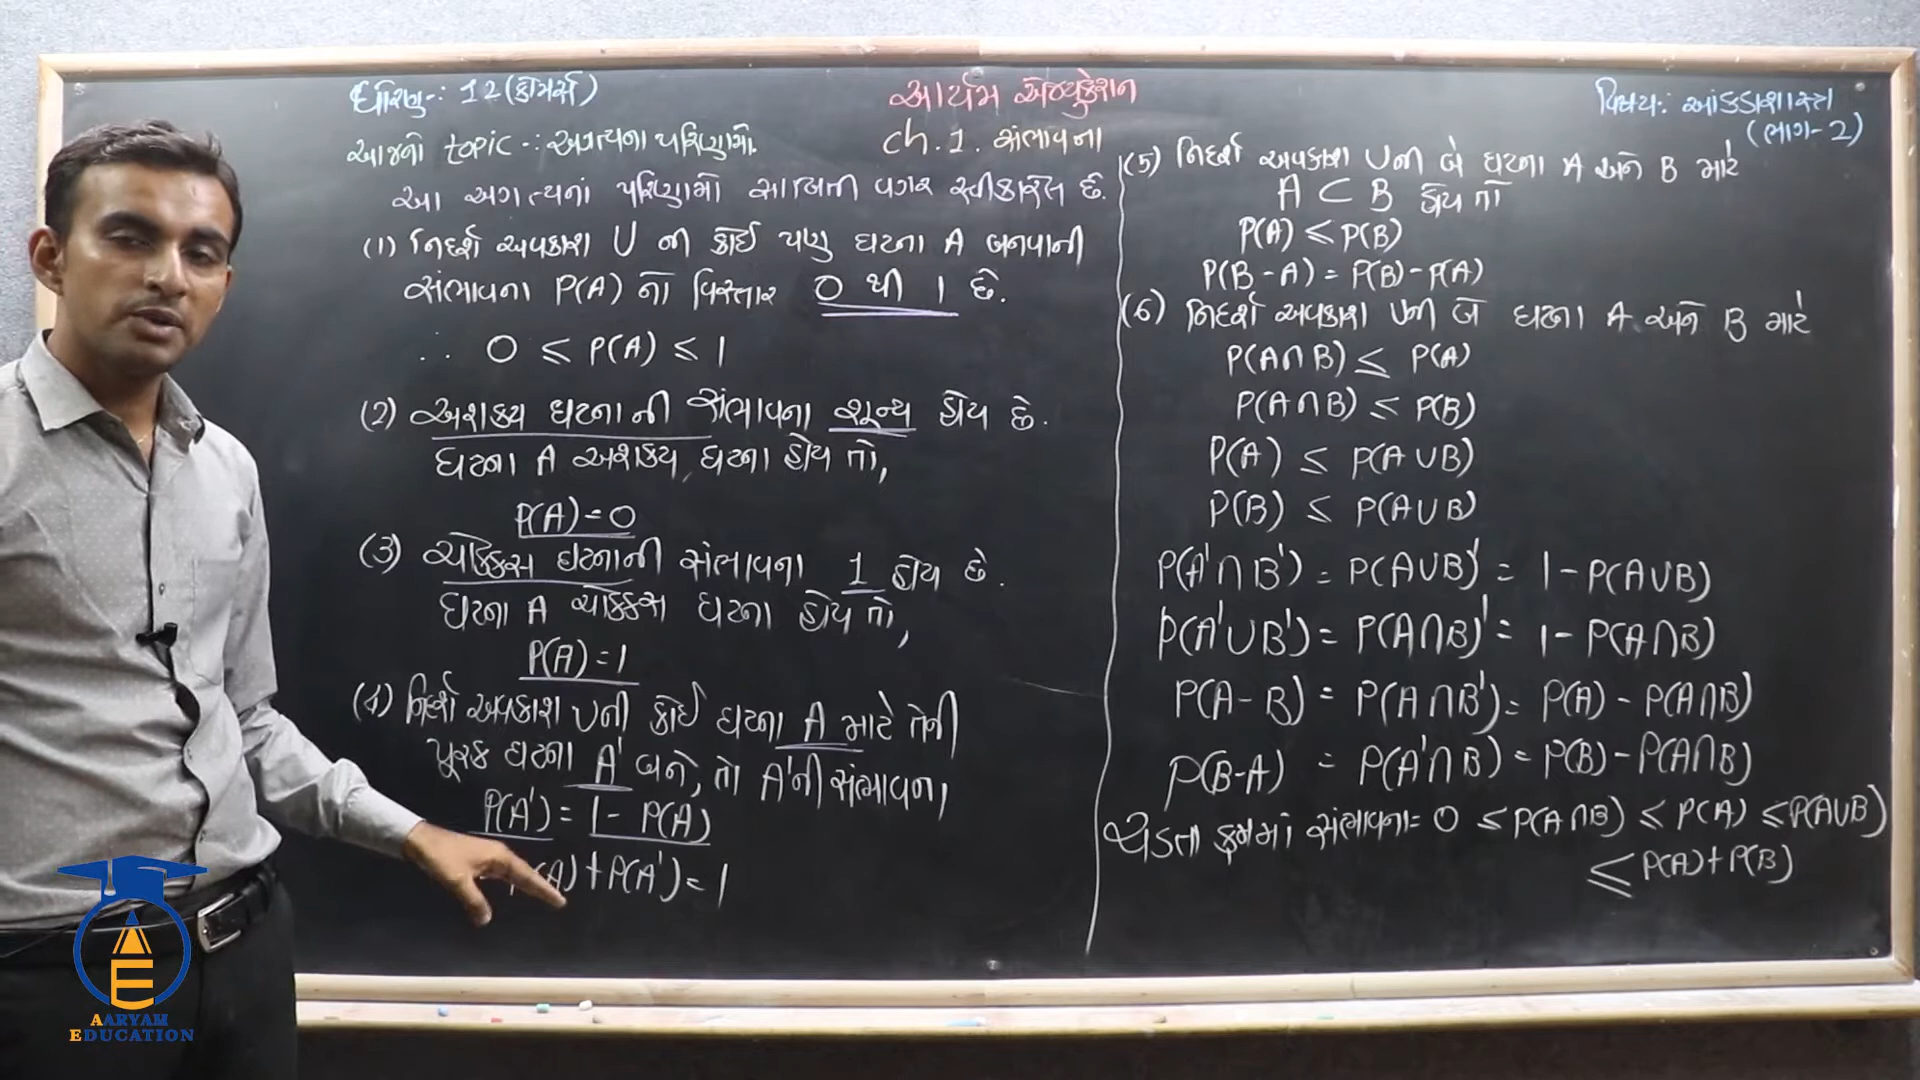 ધોરણ-: 12 (કોમર્સ)
આર્યમ એજ્યુકેશન
વિષય: આંકડાશાસ્ત્ર
(ભાગ-2)
આજનો topic -: અગત્યના પરિણામો.
ch. 1. સંભાવના
આ અગત્યનાં પરિણામો સાબિતી વગર સ્વીકારેલ છે.
(1) નિદર્શ અવકાશ U ની કોઈ પણ ઘટના A બનવાની
સંભાવના P(A) નો વિસ્તાર 0 થી 1 છે.
∴ 0 ≤ P(A) ≤ 1
(2) અશક્ય ઘટનાની સંભાવના શૂન્ય હોય છે.
ઘટના A અશક્ય ઘટના હોય તો,
P(A) = 0
(3) ચોક્કસ ઘટનાની સંભાવના 1 હોય છે.
ઘટના A ચોક્કસ ઘટના હોય તો,
P(A) = 1
(4) નિદર્શ અવકાશ U ની કોઈ ઘટના A માટે તેની
પૂરક ઘટના A' બને, તો A'ની સંભાવના
P(A') = 1 - P(A)
P(A) + P(A') = 1
(5) નિદર્શ અવકાશ U ની બે ઘટના A અને B માટે
A ⊂ B હોય તો
P(A) ≤ P(B)
P(B - A) = P(B) - P(A)
(6) નિદર્શ અવકાશ U ની બે ઘટના A અને B માટે
P(A∩B) ≤ P(A)
P(A∩B) ≤ P(B)
P(A) ≤ P(A∪B)
P(B) ≤ P(A∪B)
P(A'∩B') = P(A∪B)' = 1 - P(A∪B)
P(A'∪B') = P(A∩B)' = 1 - P(A∩B)
P(A - B) = P(A∩B') = P(A) - P(A∩B)
P(B-A) = P(A'∩B) = P(B) - P(A∩B)
ચડતા ક્રમમાં સંભાવના = 0 ≤ P(A∩B) ≤ P(A) ≤ P(A∪B)
≤ P(A) + P(B)
AE
AARYAM
EDUCATION